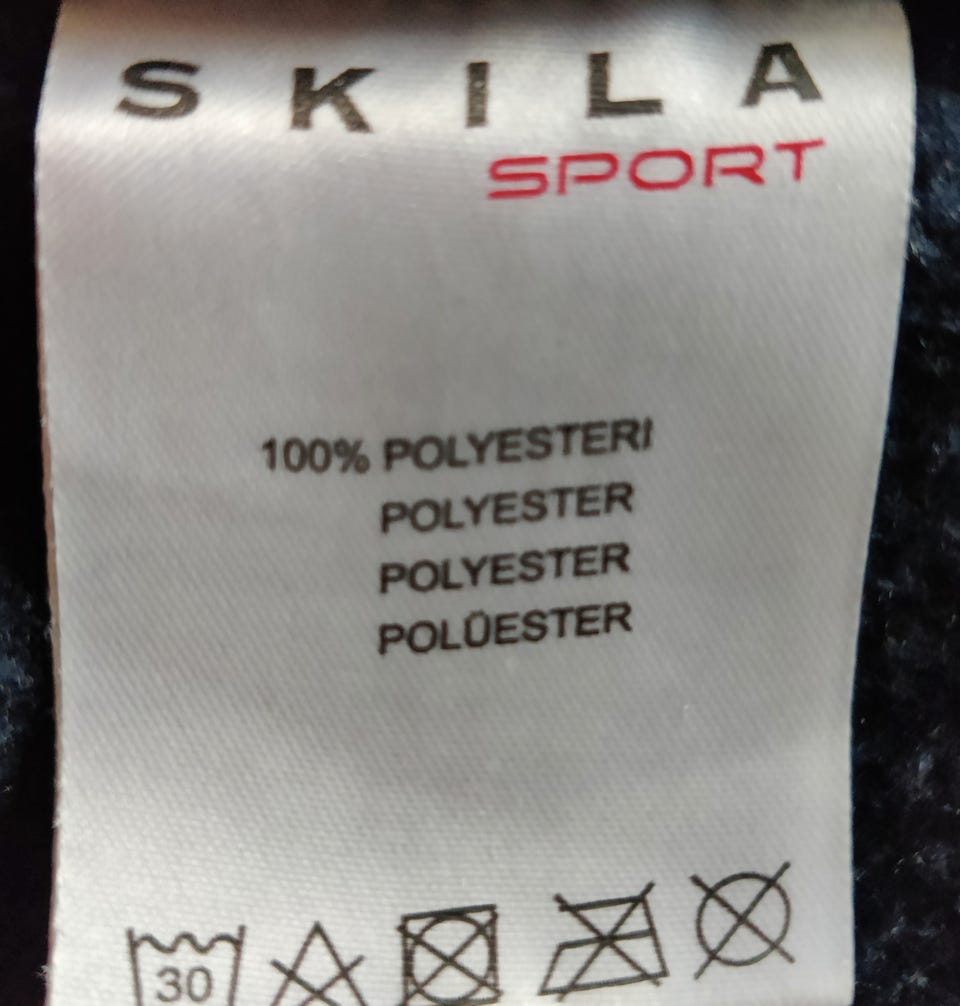 SKILA
SPORT
100% POLYESTERI
POLYESTER
POLYESTER
POLÜESTER
30